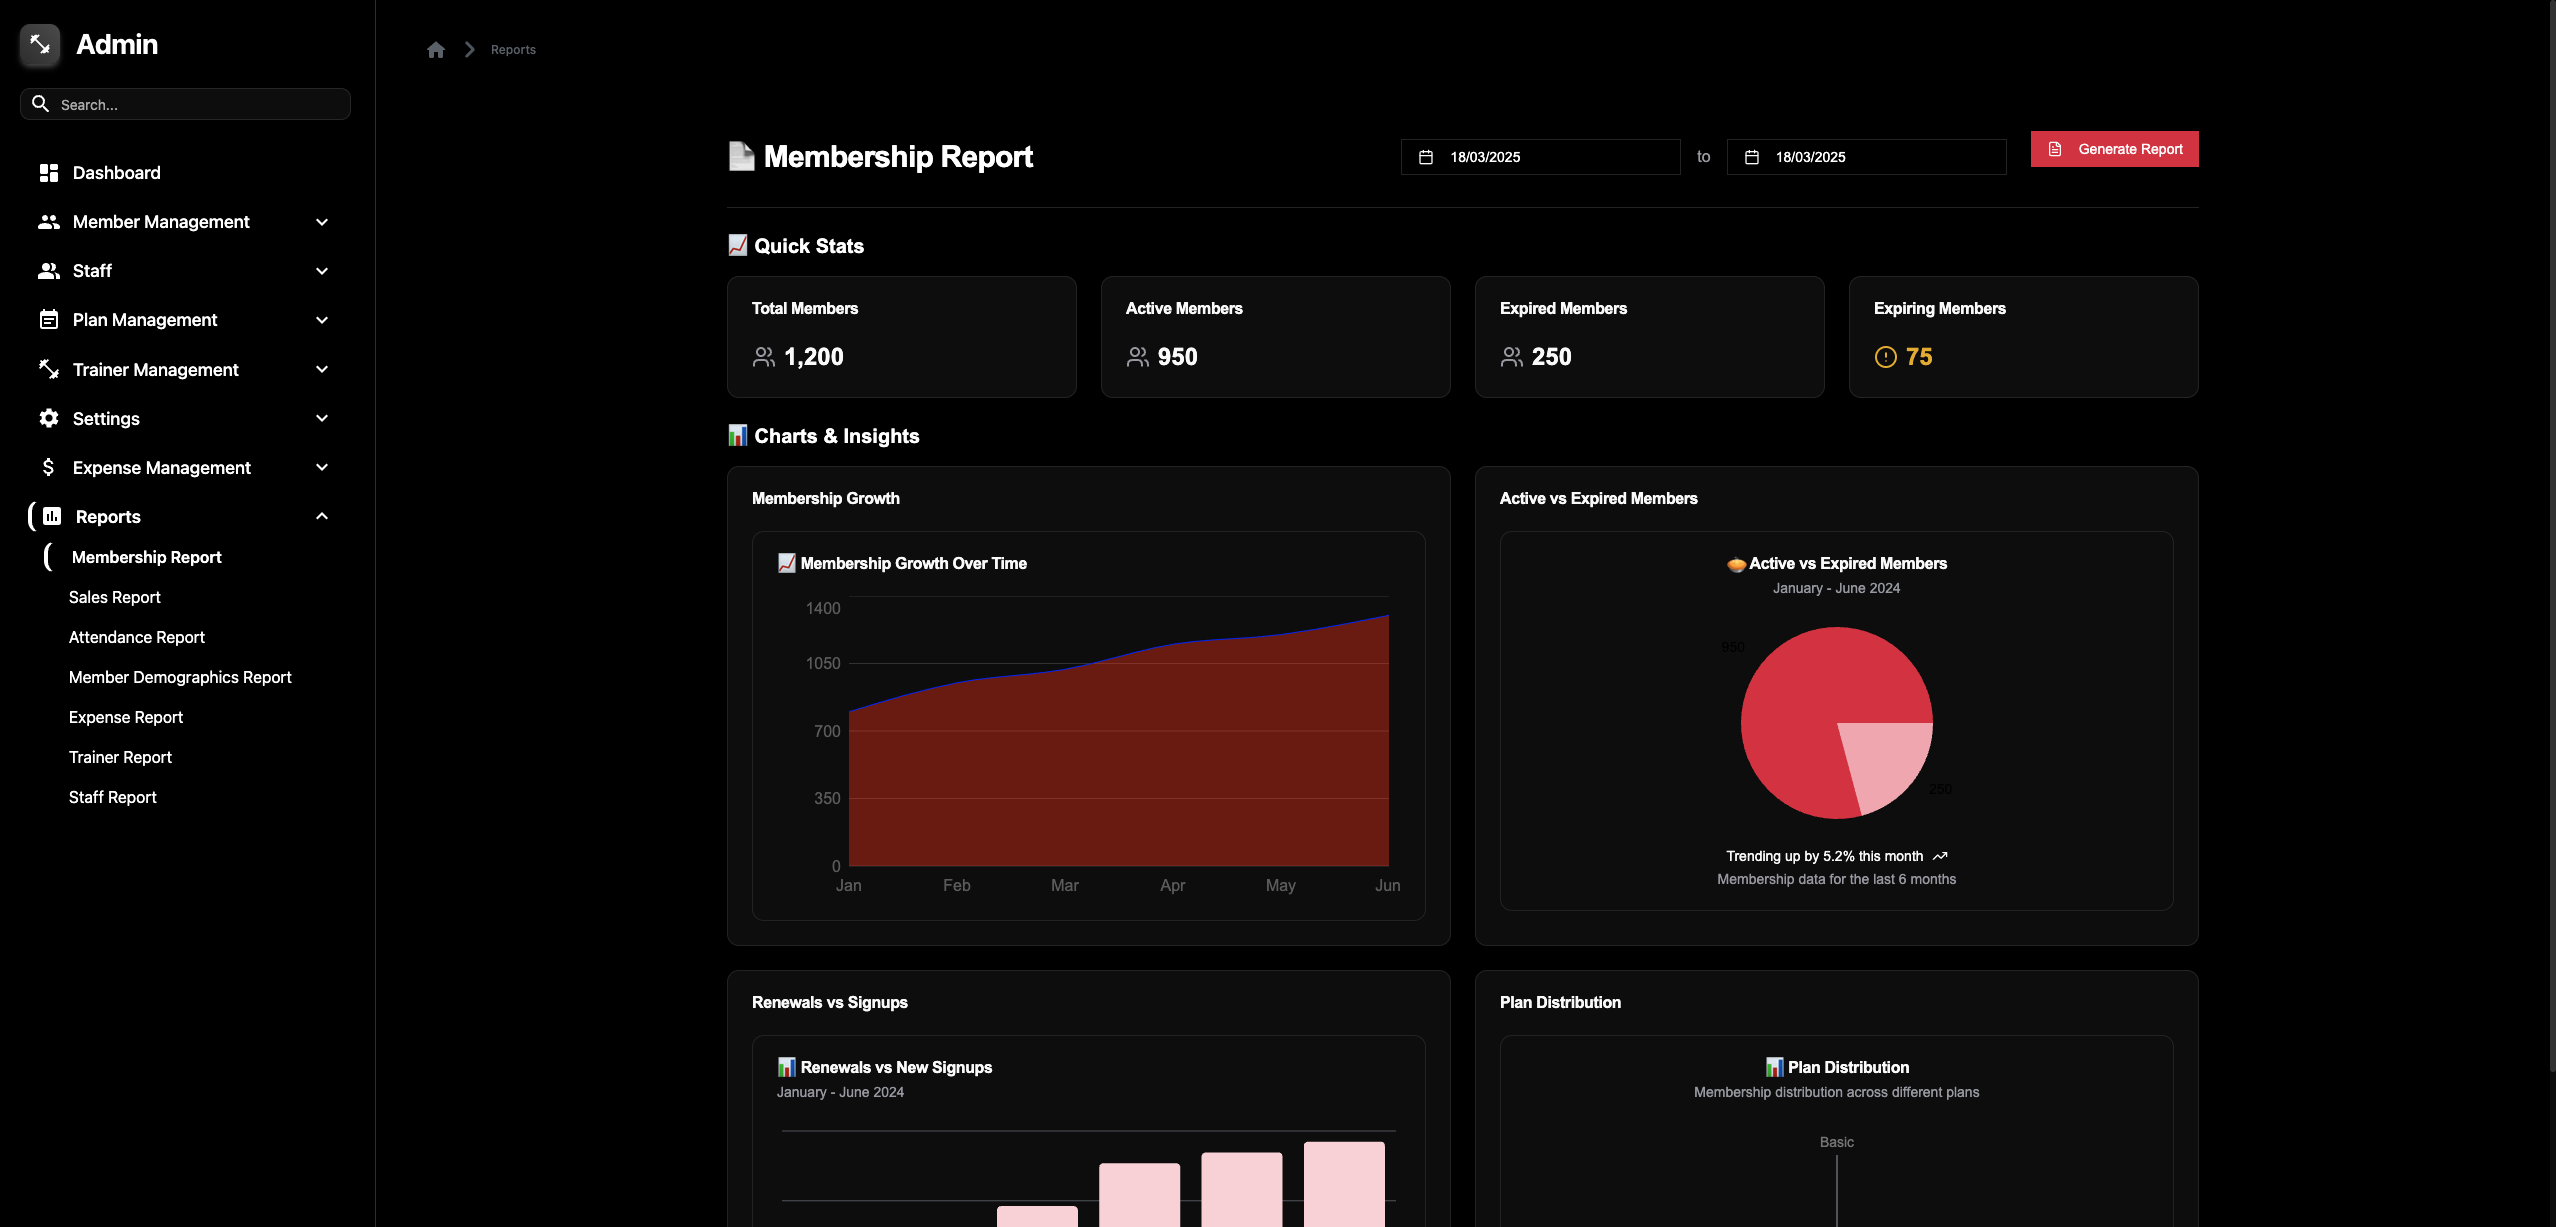 Admin
Search...
Dashboard
Member Management
Staff
Plan Management
Trainer Management
Settings
Expense Management
Reports
Membership Report
Sales Report
Attendance Report
Member Demographics Report
Expense Report
Trainer Report
Staff Report
Reports
Membership Report
18/03/2025 to 18/03/2025
Generate Report
Quick Stats
Total Members
1,200
Active Members
950
Expired Members
250
Expiring Members
75
Charts & Insights
Membership Growth
Membership Growth Over Time
1400
1050
700
350
0
Jan Feb Mar Apr May Jun
Active vs Expired Members
Active vs Expired Members
January - June 2024
950
250
Trending up by 5.2% this month
Membership data for the last 6 months
Renewals vs Signups
Renewals vs New Signups
January - June 2024
Plan Distribution
Plan Distribution
Membership distribution across different plans
Basic